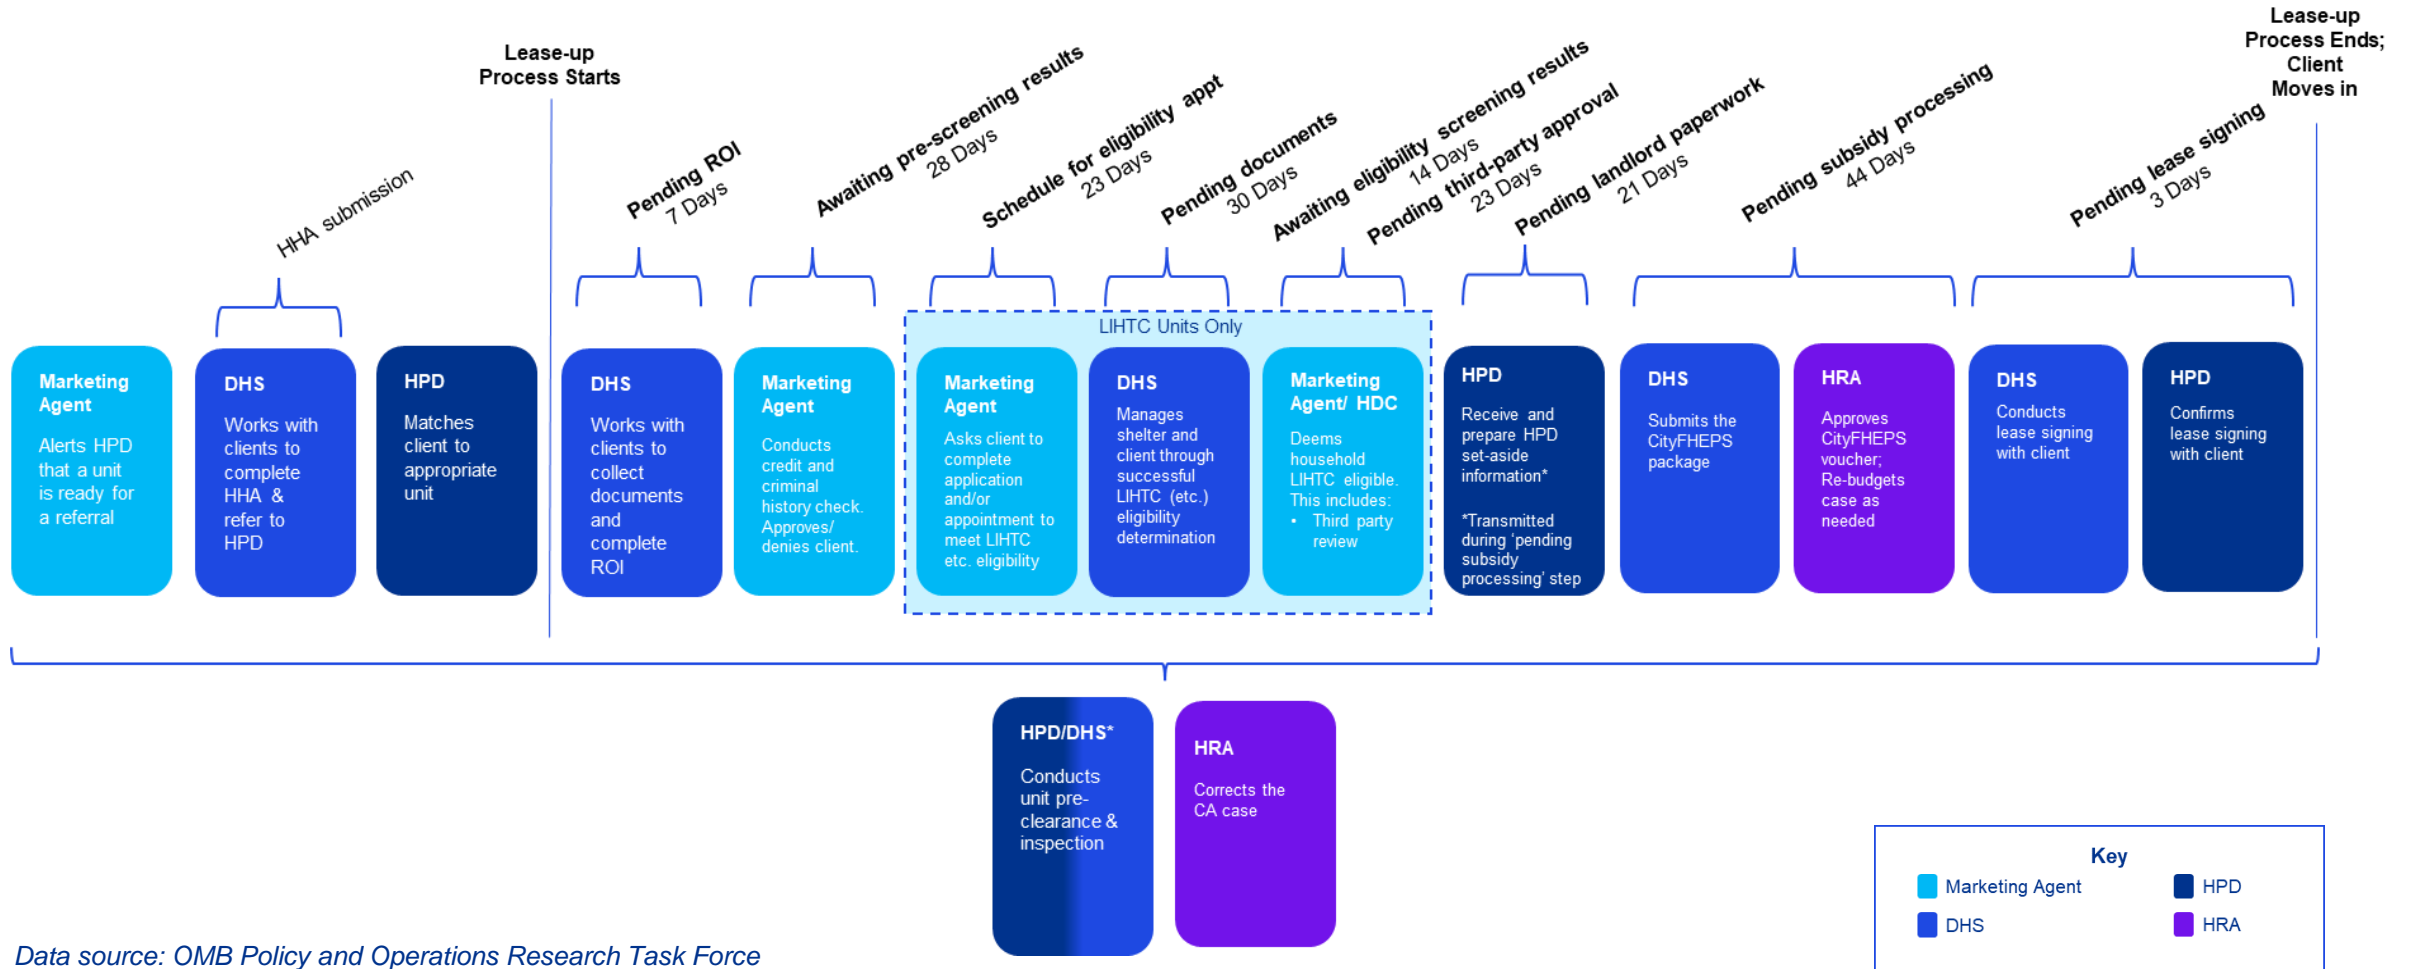 Lease-up
Process Starts
Lease-up
Process Ends;
Client
Moves in
HHA submission
Pending ROI
7 Days
Awaiting pre-screening results
28 Days
Schedule for eligibility appt
23 Days
Pending documents
30 Days
Awaiting eligibility screening results
14 Days
Pending third-party approval
23 Days
Pending landlord paperwork
21 Days
Pending subsidy processing
44 Days
Pending lease signing
3 Days
LIHTC Units Only
Marketing
Agent
Alerts HPD
that a unit
is ready for
a referral
DHS
Works with
clients to
complete
HHA &
refer to
HPD
HPD
Matches
client to
appropriate
unit
DHS
Works with
clients to
collect
documents
and
complete
ROI
Marketing
Agent
Conducts
credit and
criminal
history check.
Approves/
denies client.
Marketing
Agent
Asks client to
complete
application
and/or
appointment to
meet LIHTC
etc. eligibility
DHS
Manages
shelter and
client through
successful
LIHTC (etc.)
eligibility
determination
Marketing
Agent/ HDC
Deems
household
LIHTC eligible.
This includes:
• Third party
review
HPD
Receive and
prepare HPD
set-aside
information*
*Transmitted
during ‘pending
subsidy
processing’ step
DHS
Submits the
CityFHEPS
package
HRA
Approves
CityFHEPS
voucher;
Re-budgets
case as
needed
DHS
Conducts
lease signing
with client
HPD
Confirms
lease signing
with client
HPD/DHS*
Conducts
unit pre-
clearance &
inspection
HRA
Corrects the
CA case
Key
Marketing Agent
HPD
DHS
HRA
Data source: OMB Policy and Operations Research Task Force